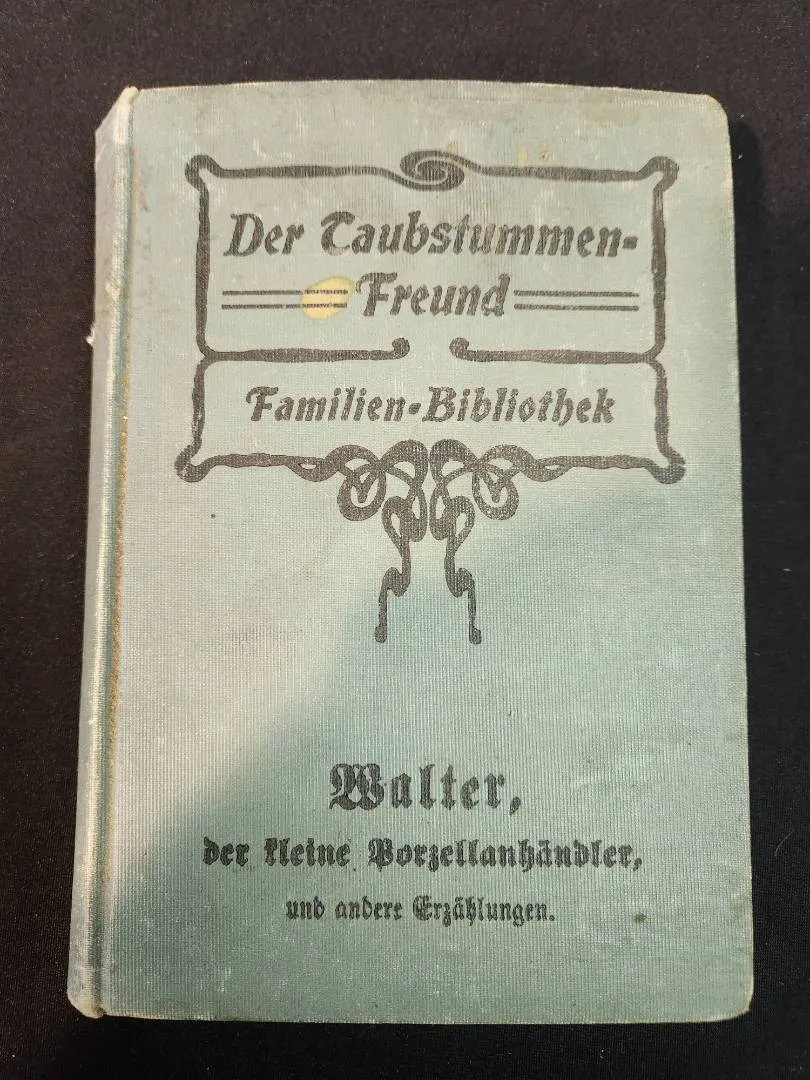 Der Taubstummen-
Freund
Familien-Bibliothek
Walter,
der kleine Porzellanhändler,
und andere Erzählungen.